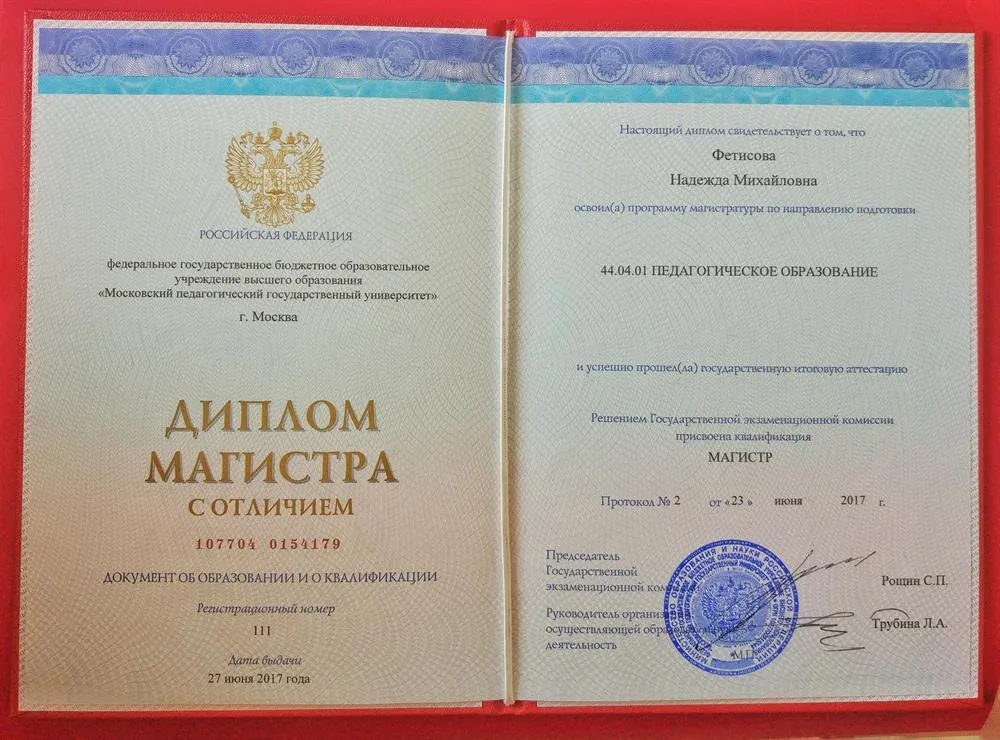 РОССИЙСКАЯ ФЕДЕРАЦИЯ
федеральное государственное бюджетное образовательное
учреждение высшего образования
«Московский педагогический государственный университет»
г. Москва
ДИПЛОМ
МАГИСТРА
С ОТЛИЧИЕМ
107704 0154179
ДОКУМЕНТ ОБ ОБРАЗОВАНИИ И О КВАЛИФИКАЦИИ
Регистрационный номер
111
Дата выдачи
27 июня 2017 года
Настоящий диплом свидетельствует о том, что
Фетисова
Надежда Михайловна
освоил(а) программу магистратуры по направлению подготовки
44.04.01 ПЕДАГОГИЧЕСКОЕ ОБРАЗОВАНИЕ
и успешно прошел(ла) государственную итоговую аттестацию
Решением Государственной экзаменационной комиссии
присвоена квалификация
МАГИСТР
Протокол № 2 от «23» июня 2017 г.
Председатель
Государственной
экзаменационной
Рощин С.П.
Руководитель
осуществляющей
деятельность
Трубина Л.А.
М.П.